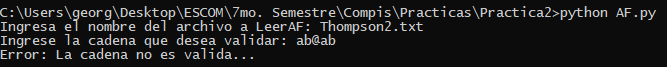 C:\Users\georg\Desktop\ESCOM\7mo. Semestre\Compis\Practicas\Practica2>python AF.py
Ingresa el nombre del archivo a LeerAF: Thompson2.txt
Ingrese la cadena que desea validar: ab@ab
Error: La cadena no es valida...